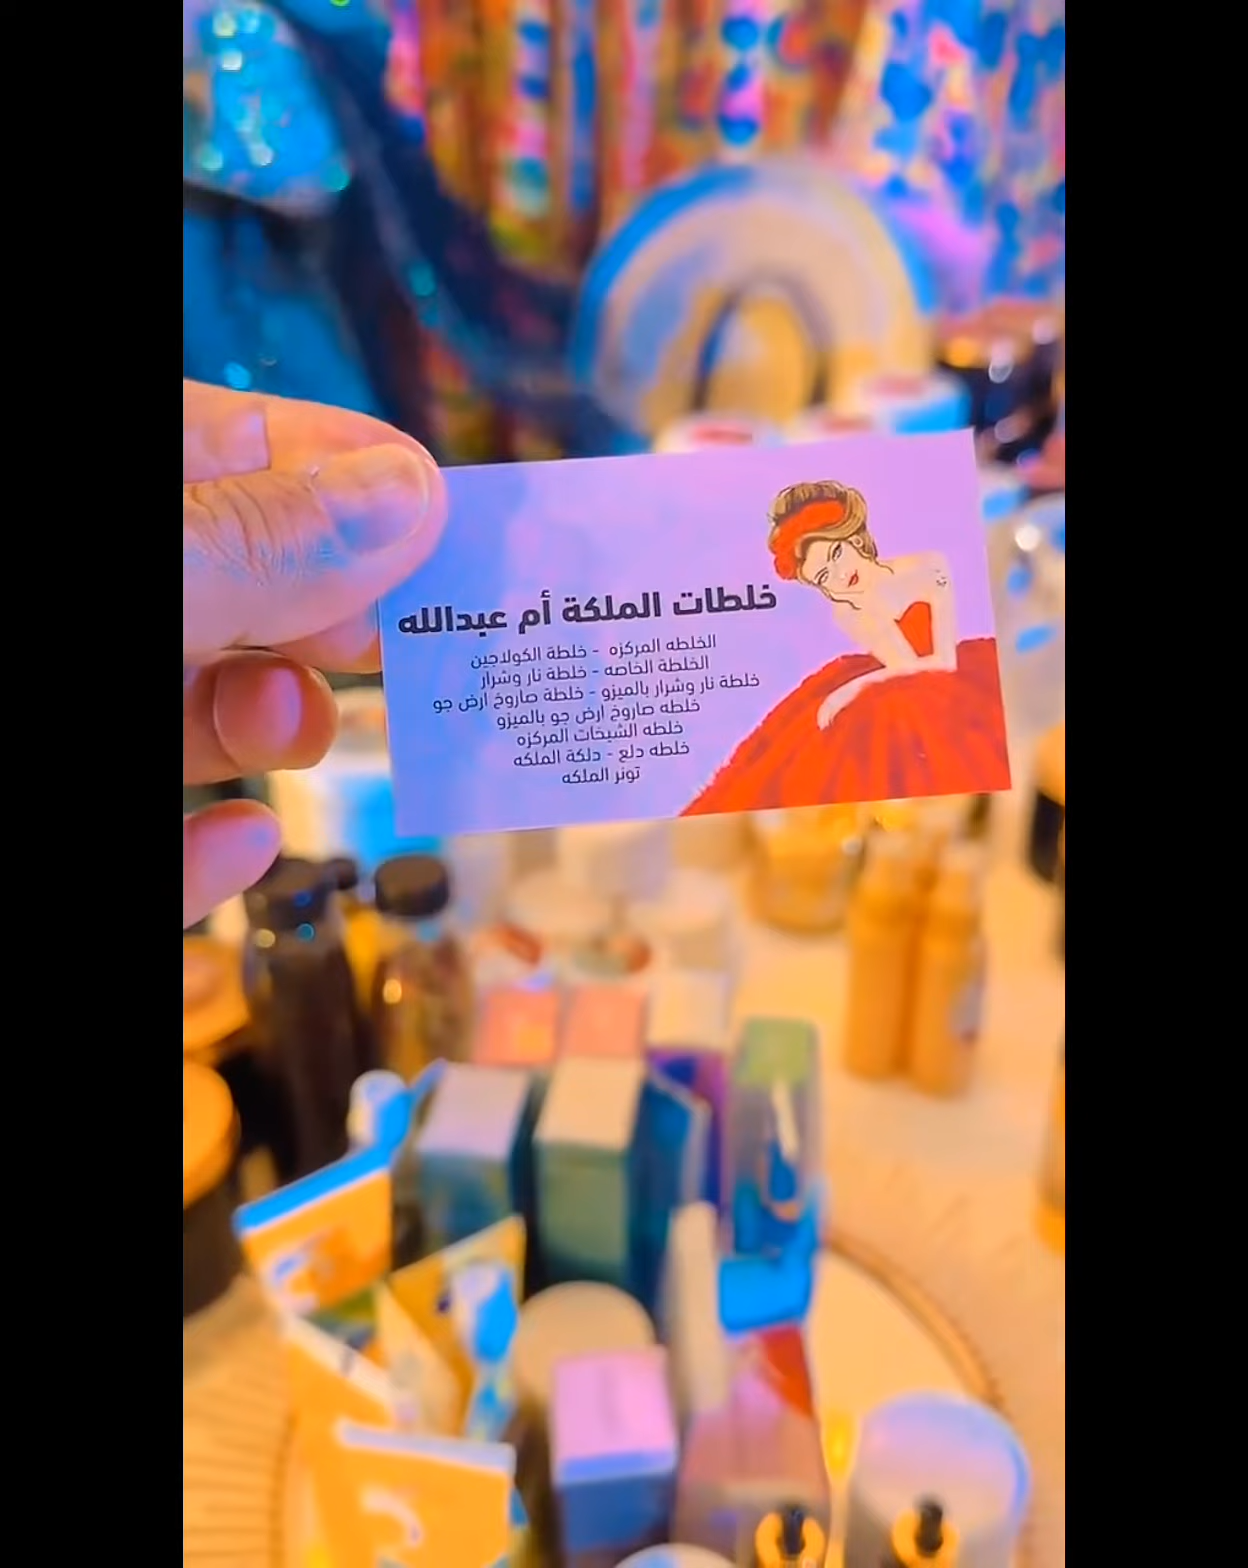 خلطات الملكة أم عبدالله
الخلطه المركزه - خلطة الكولاجين
الخلطة الخاصه - خلطة نار وشرار
خلطة نار وشرار بالميزو - خلطة صاروخ ارض جو
خلطه صاروخ ارض جو بالميزو
خلطه الشيخات المركزه
خلطه دلع - دلكة الملكه
تونر الملكه